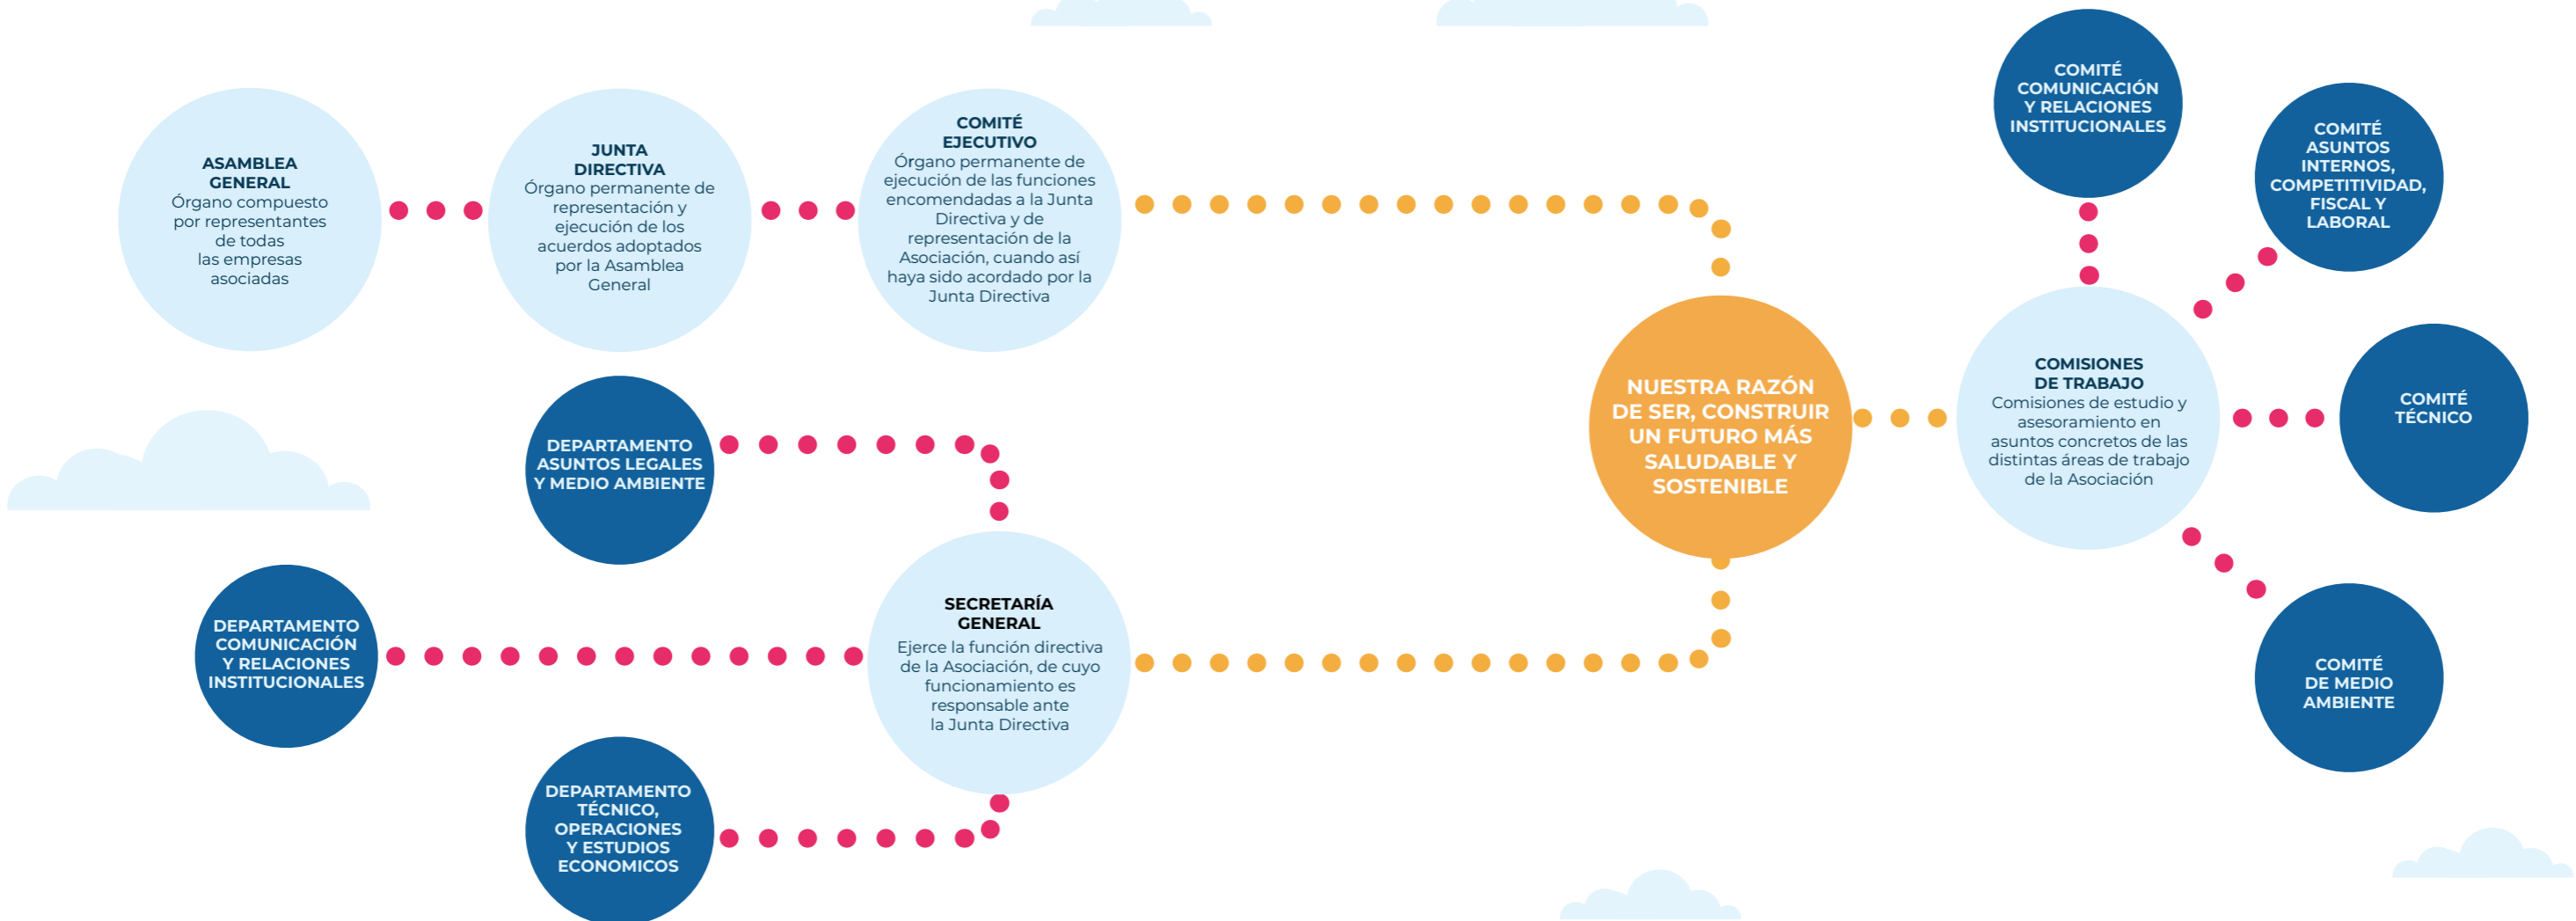 ASAMBLEA
GENERAL
Órgano compuesto
por representantes
de todas
las empresas
asociadas
JUNTA
DIRECTIVA
Órgano permanente de
representación y
ejecución de los
acuerdos adoptados
por la Asamblea
General
COMITÉ
EJECUTIVO
Órgano permanente de
ejecución de las funciones
encomendadas a la Junta
Directiva y de
representación de la
Asociación, cuando así
haya sido acordado por la
Junta Directiva
DEPARTAMENTO
ASUNTOS LEGALES
Y MEDIO AMBIENTE
DEPARTAMENTO
COMUNICACIÓN
Y RELACIONES
INSTITUCIONALES
DEPARTAMENTO
TÉCNICO,
OPERACIONES
Y ESTUDIOS
ECONOMICOS
SECRETARÍA
GENERAL
Ejerce la función directiva
de la Asociación, de cuyo
funcionamiento es
responsable ante
la Junta Directiva
NUESTRA RAZÓN
DE SER, CONSTRUIR
UN FUTURO MÁS
SALUDABLE Y
SOSTENIBLE
COMISIONES
DE TRABAJO
Comisiones de estudio y
asesoramiento en
asuntos concretos de las
distintas áreas de trabajo
de la Asociación
COMITÉ
COMUNICACIÓN
Y RELACIONES
INSTITUCIONALES
COMITÉ
ASUNTOS
INTERNOS,
COMPETITIVIDAD,
FISCAL Y
LABORAL
COMITÉ
TÉCNICO
COMITÉ
DE MEDIO
AMBIENTE